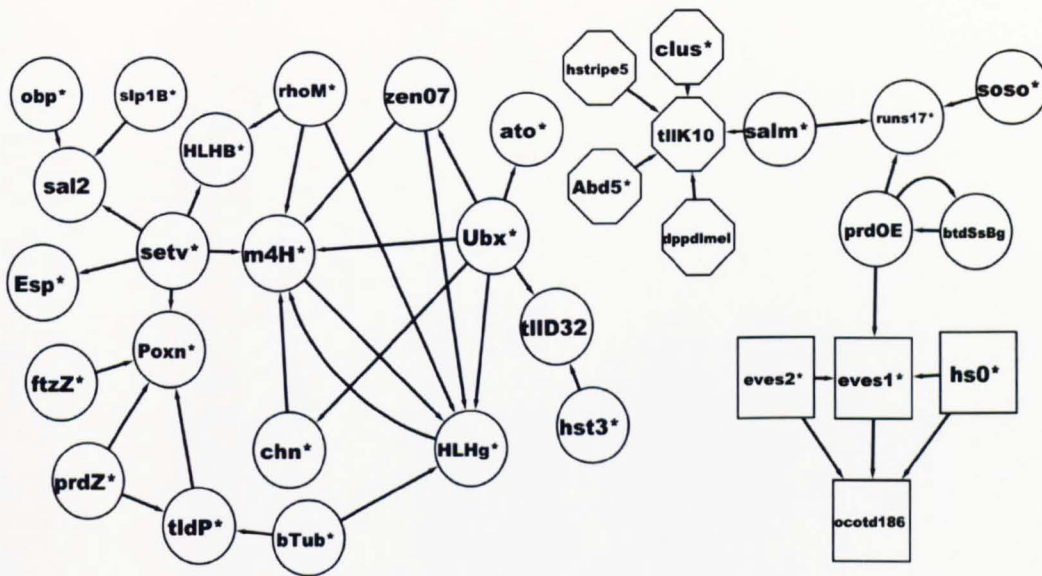 clus*
hstripe5
obp*
slp1B*
rhoM*
zen07
soso*
ato*
tllK10
salm*
runs17*
HLHB*
sal2
Abd5*
setv*
m4H*
Ubx*
dppdlmel
prdOE
btdSsBg
Esp*
tllD32
Poxn*
ftzZ*
eves2*
eves1*
hs0*
hst3*
chn*
HLHg*
prdZ*
tldP*
bTub*
ocotd186